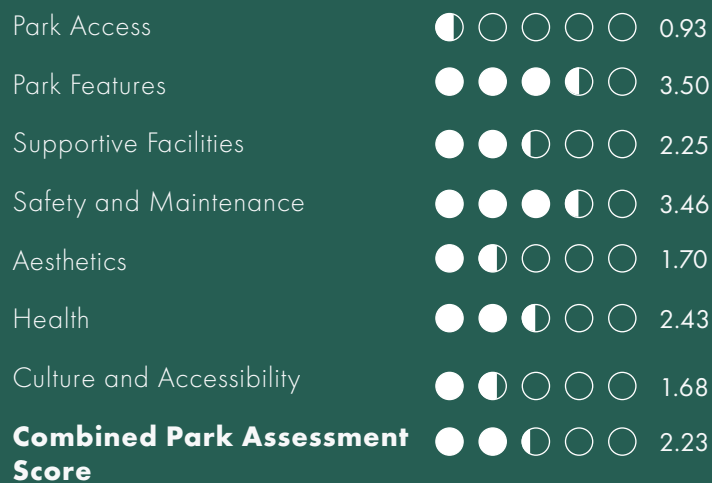 Park Access 0.93
Park Features 3.50
Supportive Facilities 2.25
Safety and Maintenance 3.46
Aesthetics 1.70
Health 2.43
Culture and Accessibility 1.68
Combined Park Assessment 2.23
Score